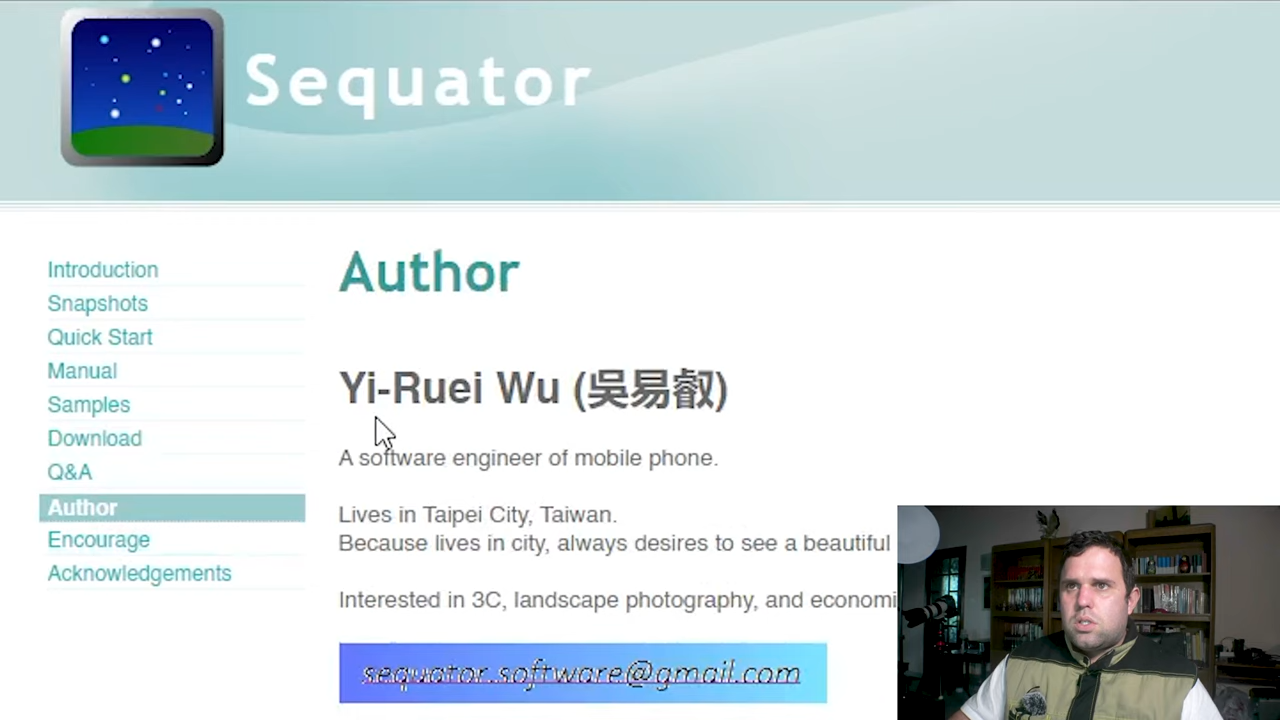 Sequator
Introduction
Snapshots
Quick Start
Manual
Samples
Download
Q&A
Author
Encourage
Acknowledgements
Author
Yi-Ruei Wu (吳易叡)
A software engineer of mobile phone.
Lives in Taipei City, Taiwan.
Because lives in city, always desires to see a beautiful
Interested in 3C, landscape photography, and economi
sequator.software@gmail.com